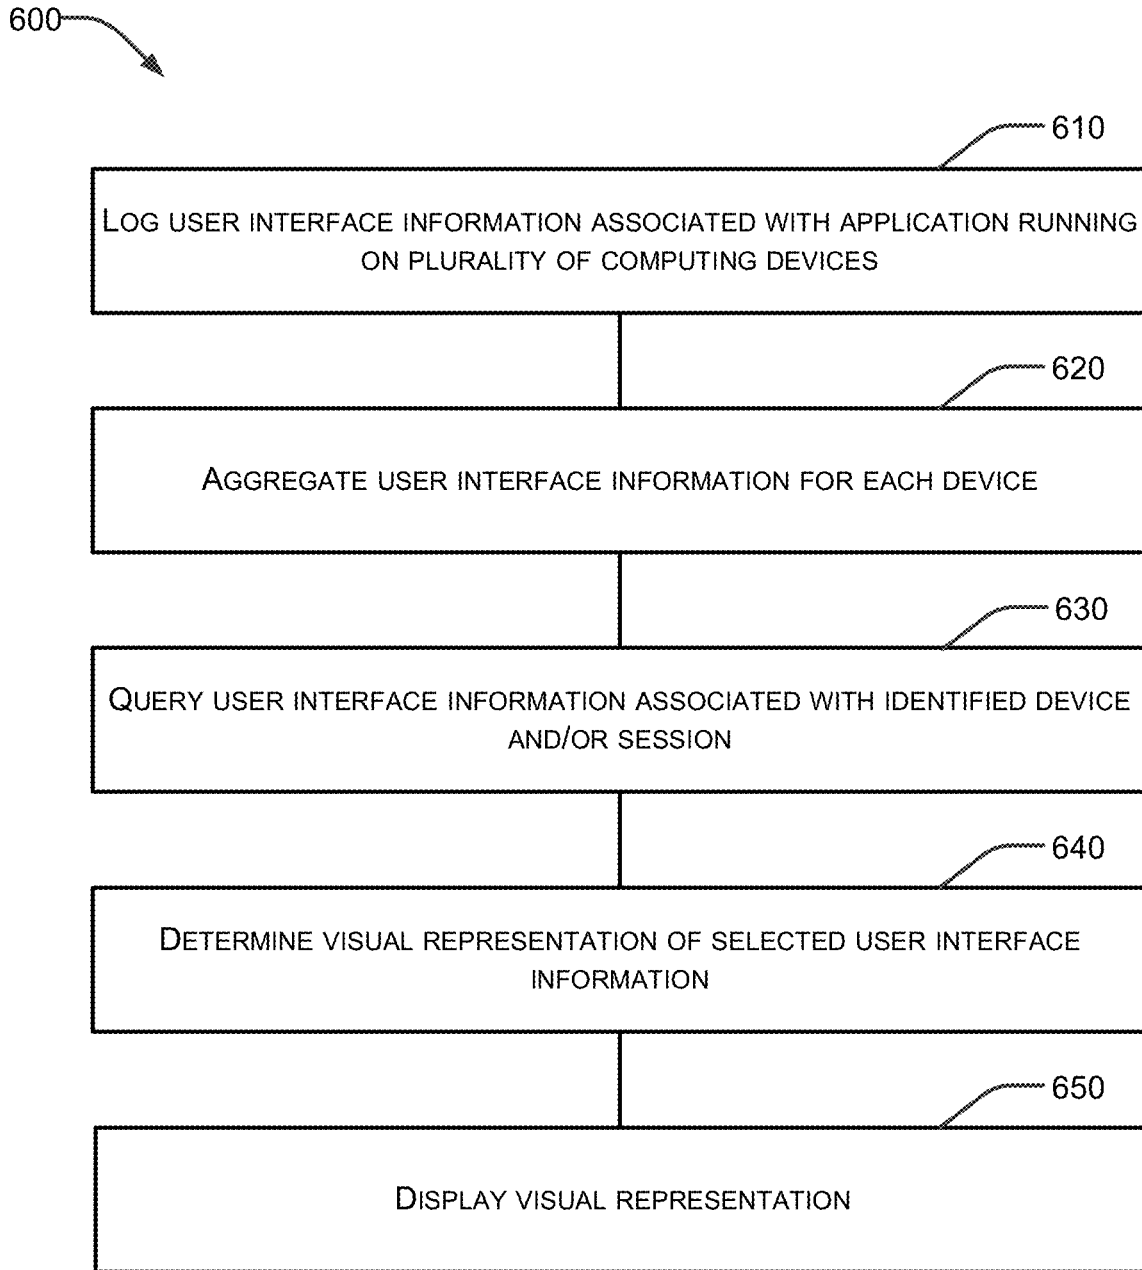 600
610
LOG USER INTERFACE INFORMATION ASSOCIATED WITH APPLICATION RUNNING
ON PLURALITY OF COMPUTING DEVICES
620
AGGREGATE USER INTERFACE INFORMATION FOR EACH DEVICE
630
QUERY USER INTERFACE INFORMATION ASSOCIATED WITH IDENTIFIED DEVICE
AND/OR SESSION
640
DETERMINE VISUAL REPRESENTATION OF SELECTED USER INTERFACE
INFORMATION
650
DISPLAY VISUAL REPRESENTATION